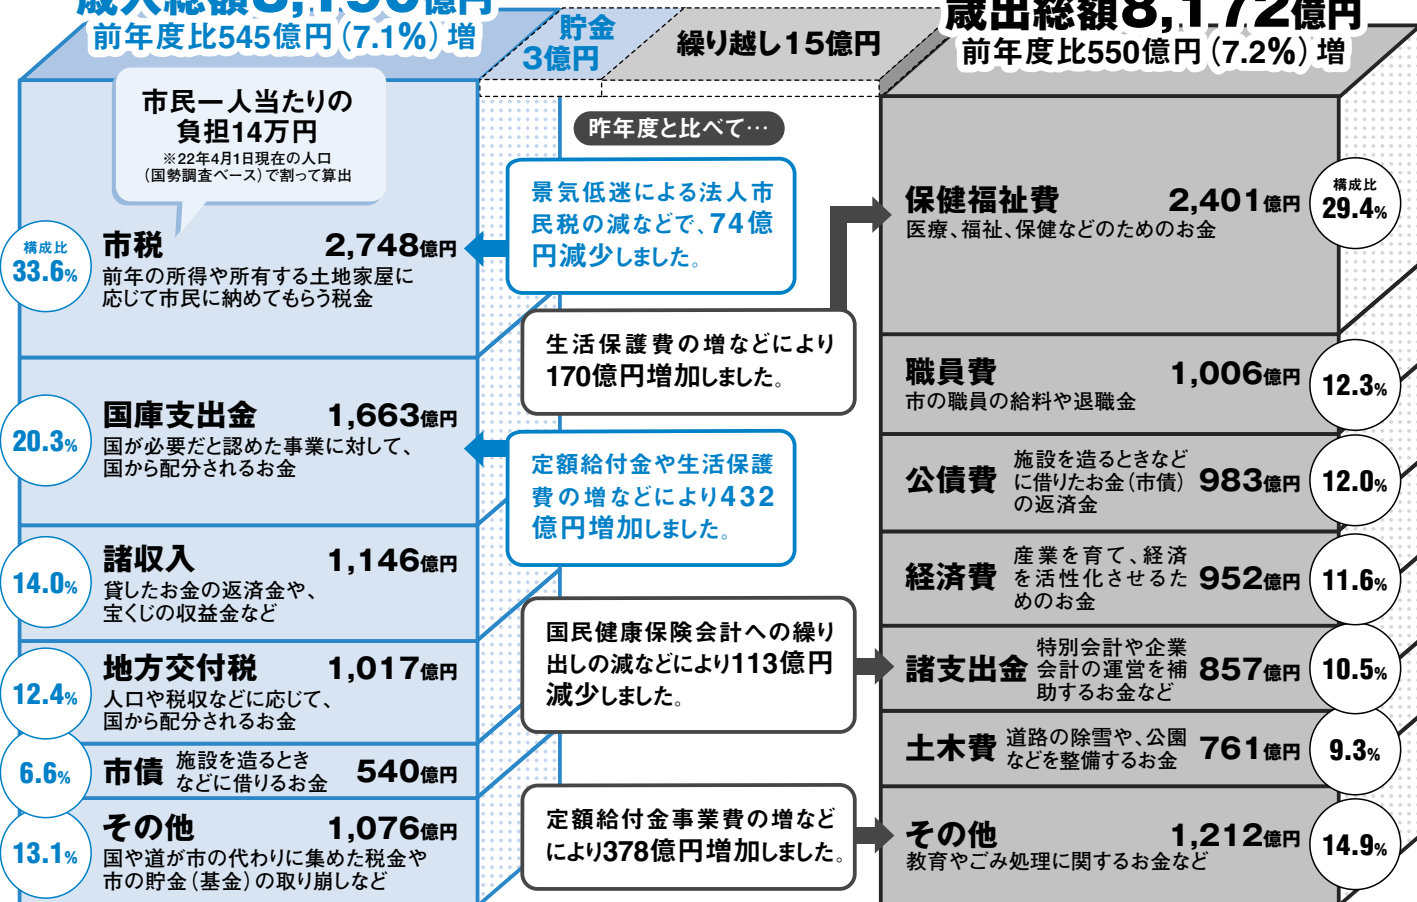 歳入総額8,190億円
前年度比545億円（7.1%）増
貯金
3億円
繰り越し15億円
歳出総額8,172億円
前年度比550億円（7.2%）増
市民一人当たりの
負担14万円
※22年4月1日現在の人口
（国勢調査ベース）で割って算出
構成比
33.6%
市税 2,748億円
前年の所得や所有する土地家屋に
応じて市民に納めてもらう税金
20.3%
国庫支出金 1,663億円
国が必要だと認めた事業に対して、
国から配分されるお金
14.0%
諸収入 1,146億円
貸したお金の返済金や、
宝くじの収益金など
12.4%
地方交付税 1,017億円
人口や税収などに応じて、
国から配分されるお金
6.6%
市債 施設を造るとき
などに借りるお金 540億円
13.1%
その他 1,076億円
国や道が市の代わりに集めた税金や
市の貯金（基金）の取り崩しなど
昨年度と比べて…
景気低迷による法人市
民税の減などで、74億
円減少しました。
生活保護費の増などにより
170億円増加しました。
定額給付金や生活保護
費の増などにより432
億円増加しました。
国民健康保険会計への繰り
出しの減などにより113億円
減少しました。
定額給付金事業費の増など
により378億円増加しました。
保健福祉費 2,401億円
医療、福祉、保健などのためのお金
構成比
29.4%
職員費 1,006億円
市の職員の給料や退職金
12.3%
公債費 施設を造るときなど
に借りたお金（市債）
の返済金 983億円
12.0%
経済費 産業を育て、経済
を活性化させるた
めのお金 952億円
11.6%
諸支出金 特別会計や企業
会計の運営を補
助するお金など 857億円
10.5%
土木費 道路の除雪や、公園
などを整備するお金 761億円
9.3%
その他 1,212億円
教育やごみ処理に関するお金など
14.9%